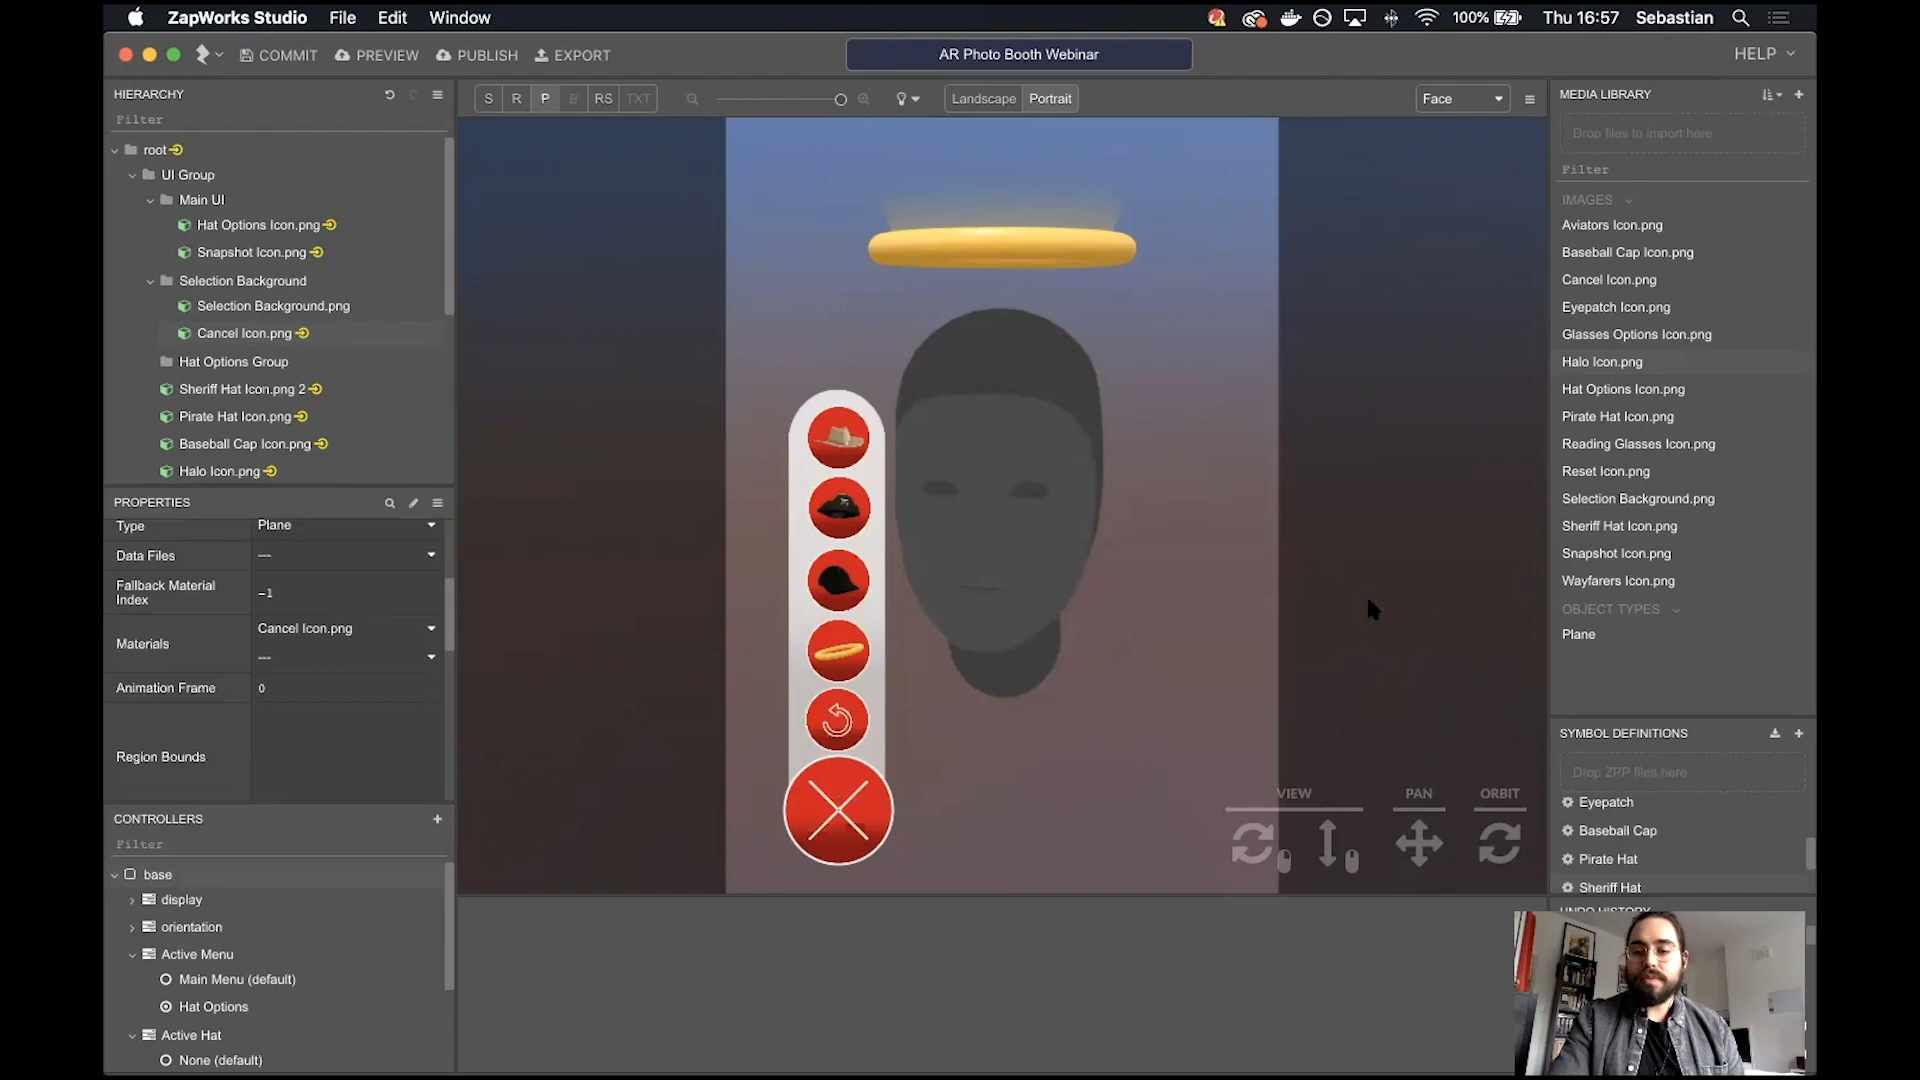 ZapWorks Studio File Edit Window
100% Thu 16:57 Sebastian
COMMIT PREVIEW PUBLISH EXPORT
AR Photo Booth Webinar
HELP
HIERARCHY
Filter
root
UI Group
Main UI
Hat Options Icon.png
Snapshot Icon.png
Selection Background
Selection Background.png
Cancel Icon.png
Hat Options Group
Sheriff Hat Icon.png 2
Pirate Hat Icon.png
Baseball Cap Icon.png
Halo Icon.png
PROPERTIES
Type Plane
Data Files ---
Fallback Material
Index
-1
Materials
Cancel Icon.png
---
Animation Frame 0
Region Bounds
CONTROLLERS
Filter
base
display
orientation
Active Menu
Main Menu (default)
Hat Options
Active Hat
None (default)
S R P B RS TXT
Landscape Portrait
Face
VIEW PAN ORBIT
MEDIA LIBRARY
Drop files to import here
Filter
IMAGES
Aviators Icon.png
Baseball Cap Icon.png
Cancel Icon.png
Eyepatch Icon.png
Glasses Options Icon.png
Halo Icon.png
Hat Options Icon.png
Pirate Hat Icon.png
Reading Glasses Icon.png
Reset Icon.png
Selection Background.png
Sheriff Hat Icon.png
Snapshot Icon.png
Wayfarers Icon.png
OBJECT TYPES
Plane
SYMBOL DEFINITIONS
Drop ZPP files here
Eyepatch
Baseball Cap
Pirate Hat
Sheriff Hat
UNDO HISTORY